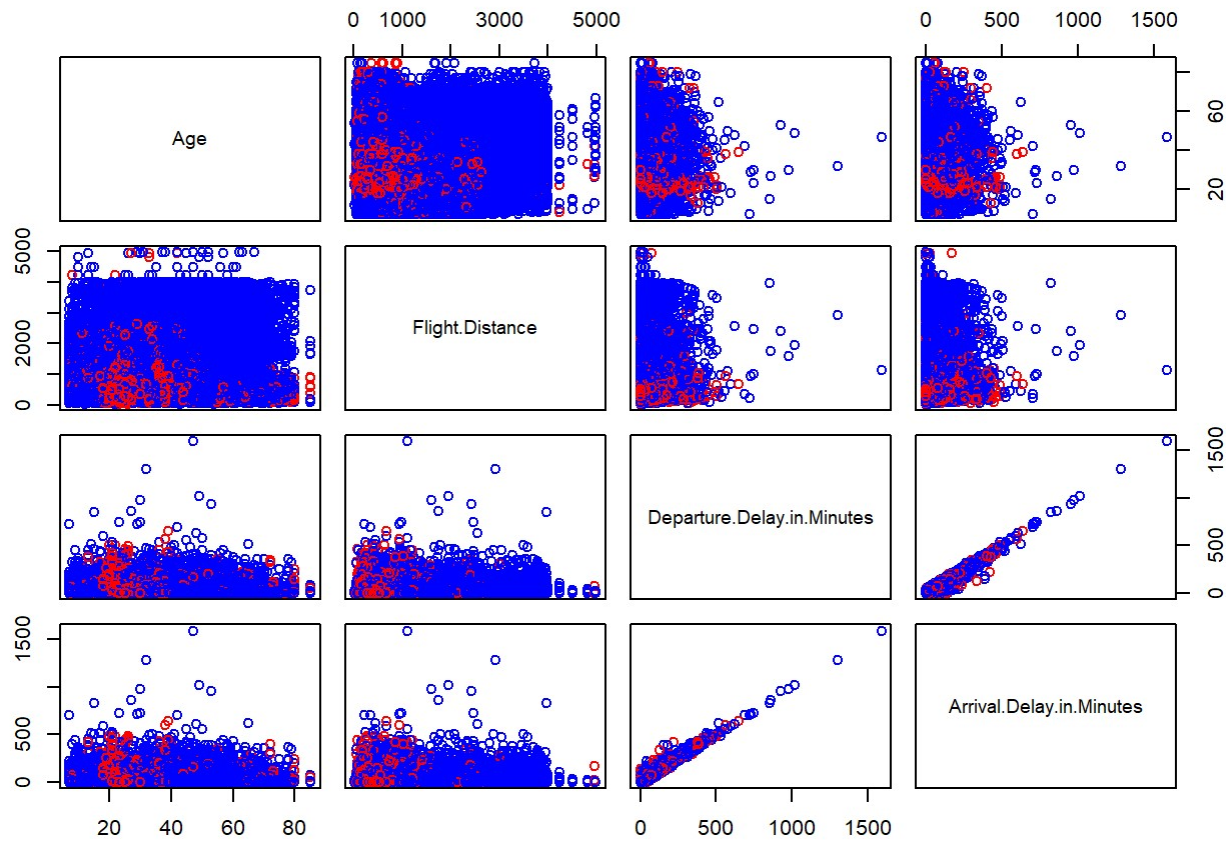 0 1000 3000 5000
0 500 1000 1500
Age
20 60
0 2000 5000
Flight.Distance
Departure.Delay.in.Minutes
0 500 1500
0 500 1500
Arrival.Delay.in.Minutes
20 40 60 80
0 500 1000 1500